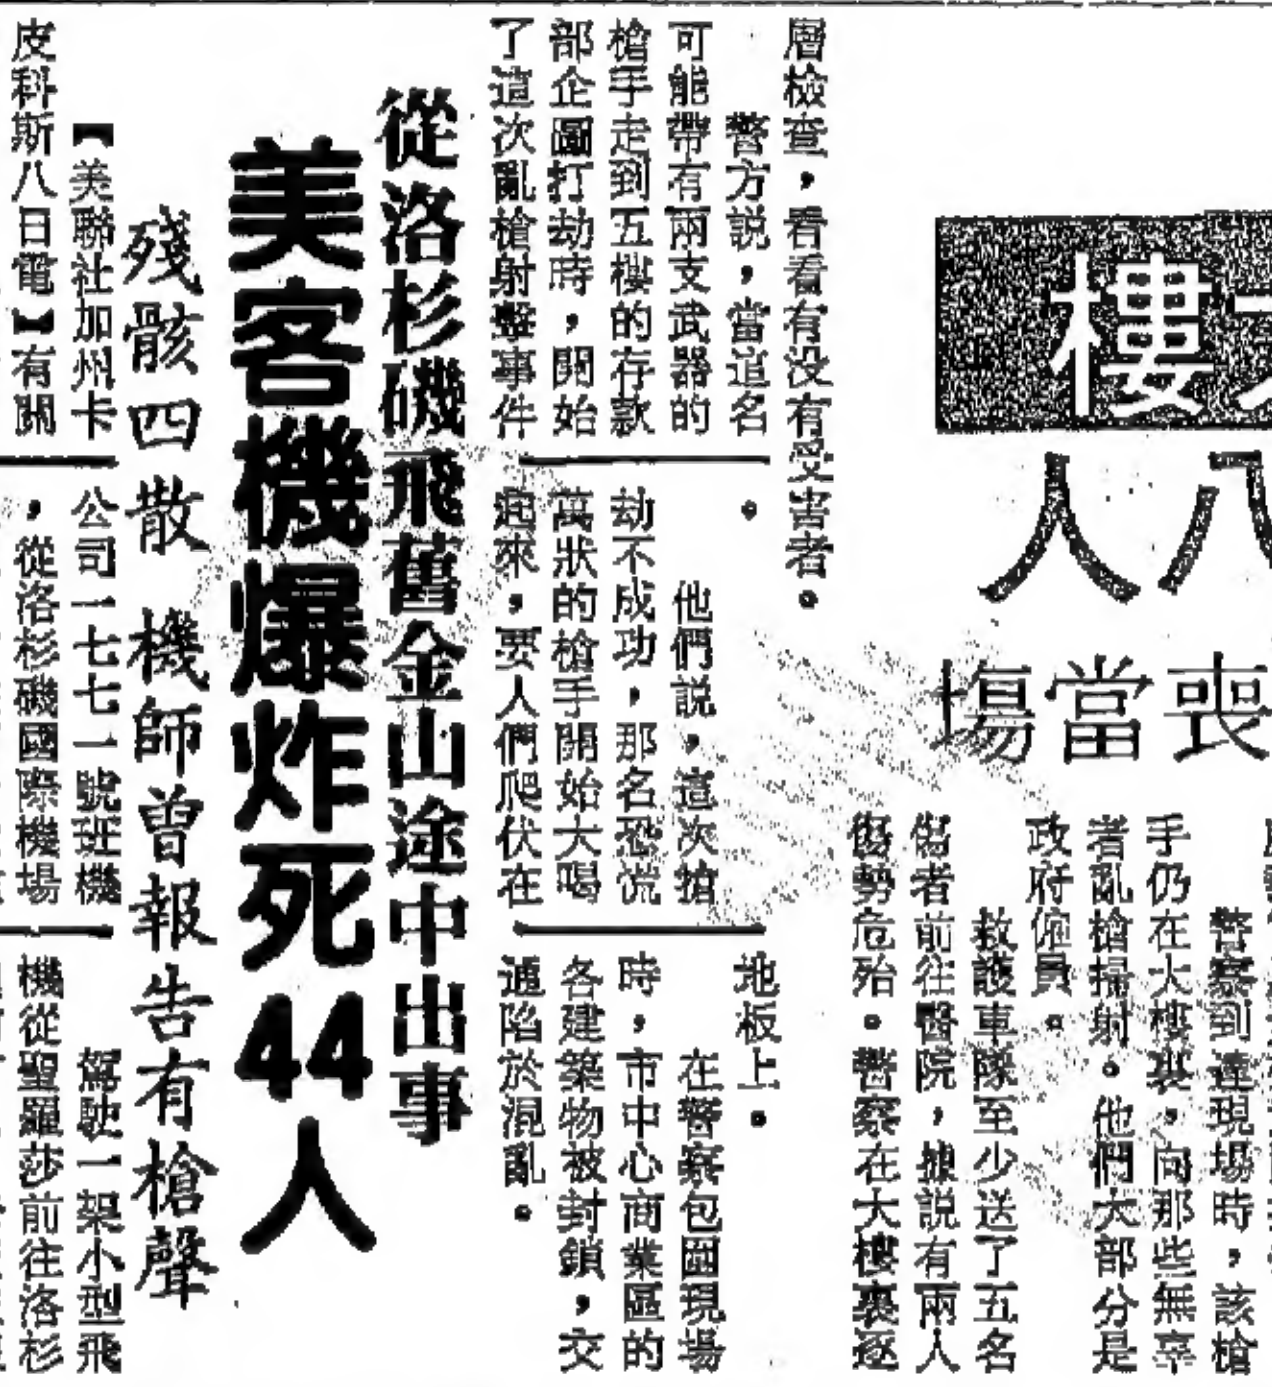 樓
八人
喪當塲
警察到達現場時，該槍
手仍在大樓裏，向那些無辜
者亂槍掃射。他們大部分是
政府僱員。
救護車隊至少送了五名
傷者前往醫院，據説有兩人
傷勢危殆。警察在大樓裏逐
層檢查，看看有没有受害者。
警方説，當這名
可能帶有兩支武器的
槍手走到五樓的存款
部企圖打劫時，開始
了這次亂槍射擊事件
。
他們説，這次搶
劫不成功，那名恐慌
萬狀的槍手開始大喝
起來，要人們爬伏在
地板上。
在警察包圍現場
時，市中心商業區的
各建築物被封鎖，交
通陷於混亂。
從洛杉磯飛舊金山途中出事
美客機爆炸死44人
殘骸四散 機師曾報告有槍聲
【美聯社加州卡
皮科斯八日電】有關
公司一七七一號班機
，從洛杉磯國際機場
駕駛一架小型飛
機從聖羅莎前往洛杉